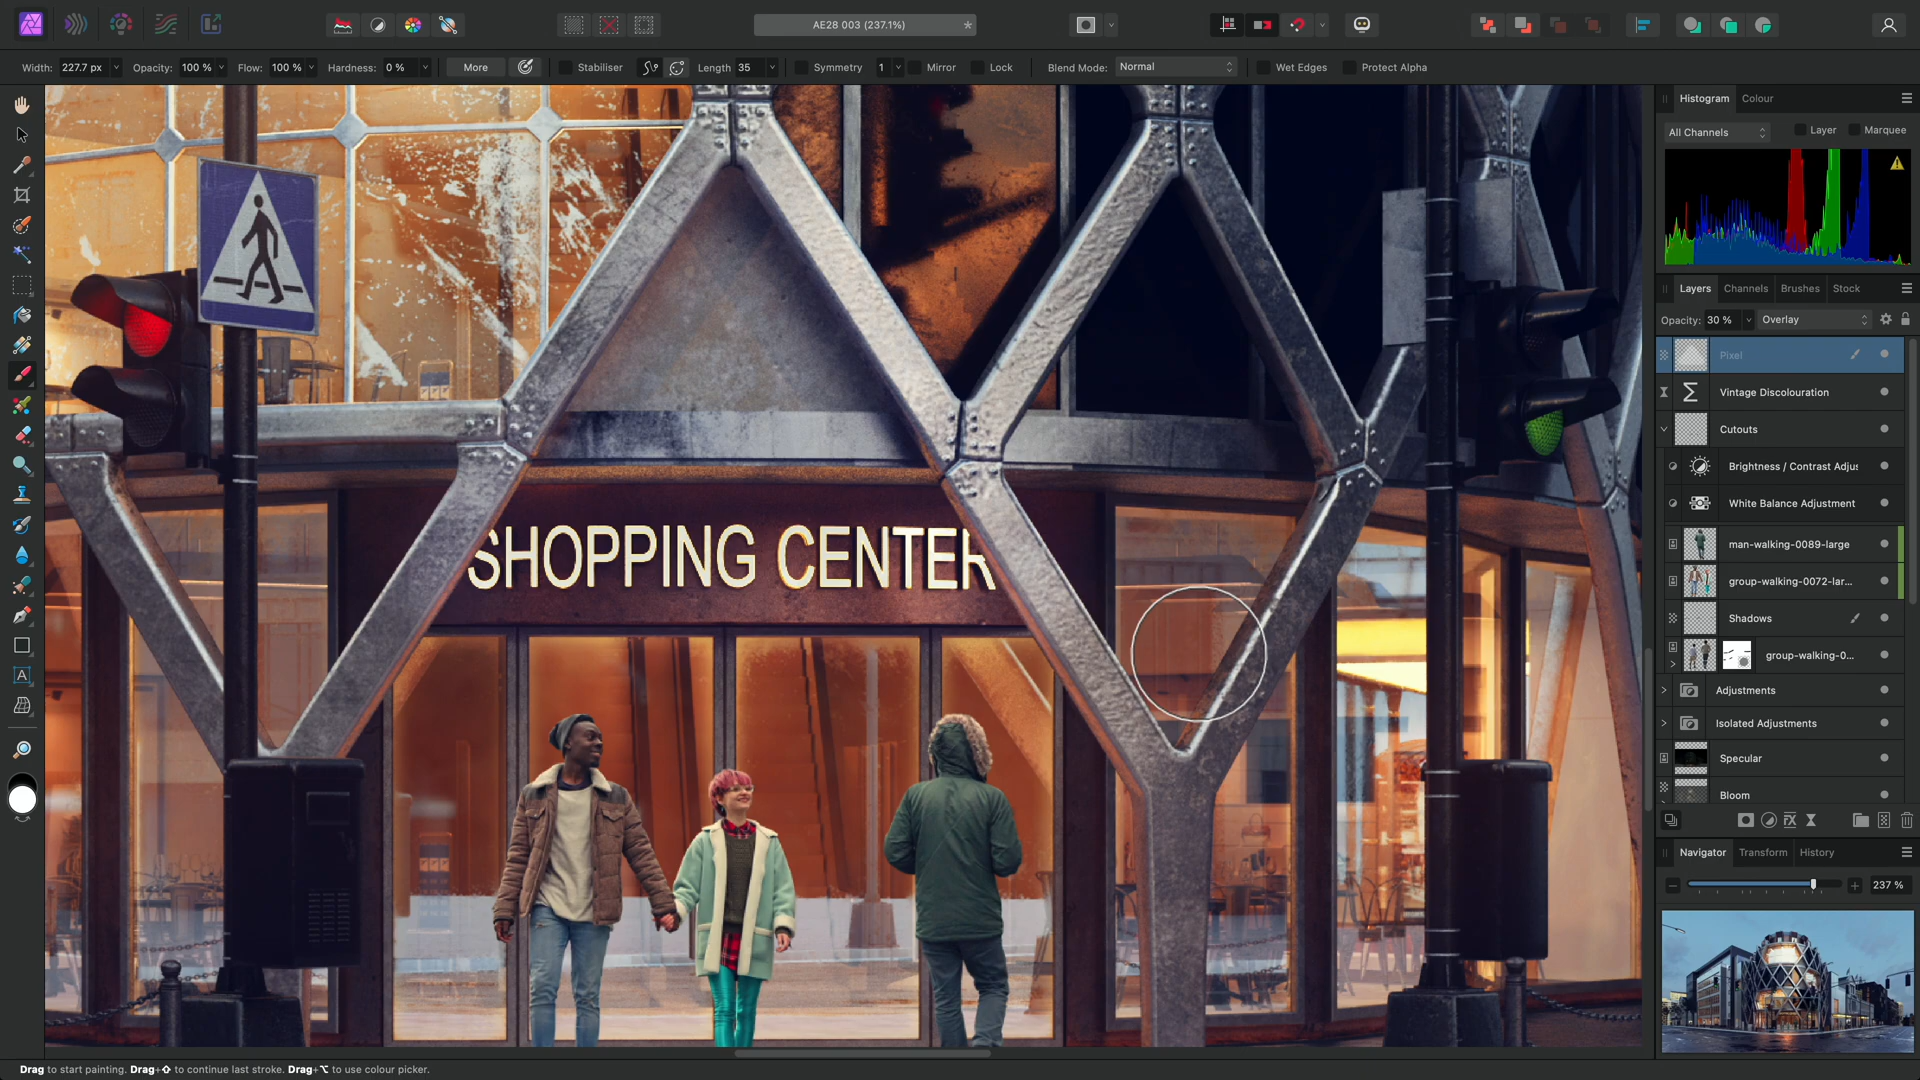 AE28 003 (237.1%)
*
Width: 227.7 px Opacity: 100 % Flow: 100 % Hardness: 0 % More Stabiliser Length 35 Symmetry 1 Mirror Lock Blend Mode: Normal Wet Edges Protect Alpha
Histogram Colour
All Channels Layer Marquee
Layers Channels Brushes Stock
Opacity: 30 % Overlay
Pixel
Vintage Discolouration
Cutouts
Brightness / Contrast Adjus
White Balance Adjustment
man-walking-0089-large
group-walking-0072-lar...
Shadows
group-walking-0...
Adjustments
Isolated Adjustments
Specular
Bloom
Navigator Transform History
237 %
SHOPPING CENTER
Drag to start painting. Drag+⇧ to continue last stroke. Drag+⌥ to use colour picker.